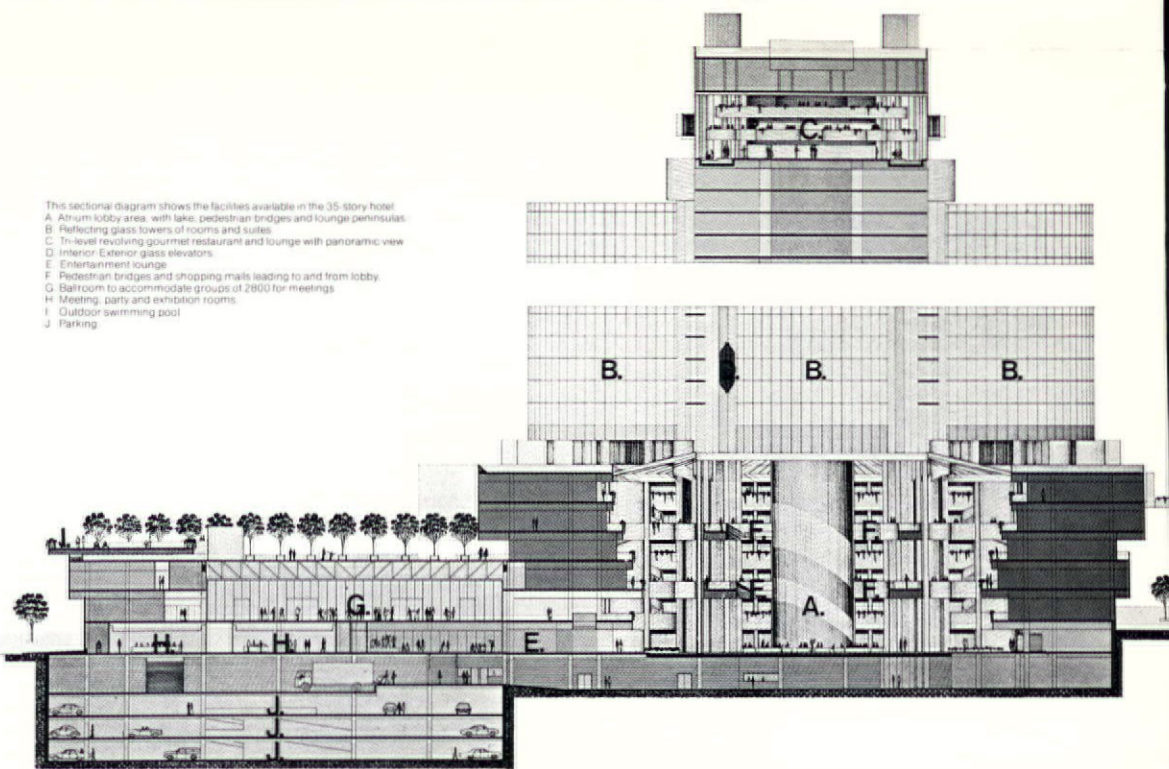 This sectional diagram shows the facilities available in the 35-story hotel.
A. Atrium lobby area, with lake, pedestrian bridges and lounge peninsulas.
B. Reflecting glass towers of rooms and suites.
C. Tri-level revolving gourmet restaurant and lounge with panoramic view.
D. Interior-Exterior glass elevators.
E. Entertainment lounge.
F. Pedestrian bridges and shopping malls leading to and from lobby.
G. Ballroom to accommodate groups of 2800 for meetings.
H. Meeting, party and exhibition rooms.
I. Outdoor swimming pool
J. Parking.
C.
B.
B.
B.
F.
F.
F.
F.
A.
G.
H.
H.
E.
J.
J.
J.